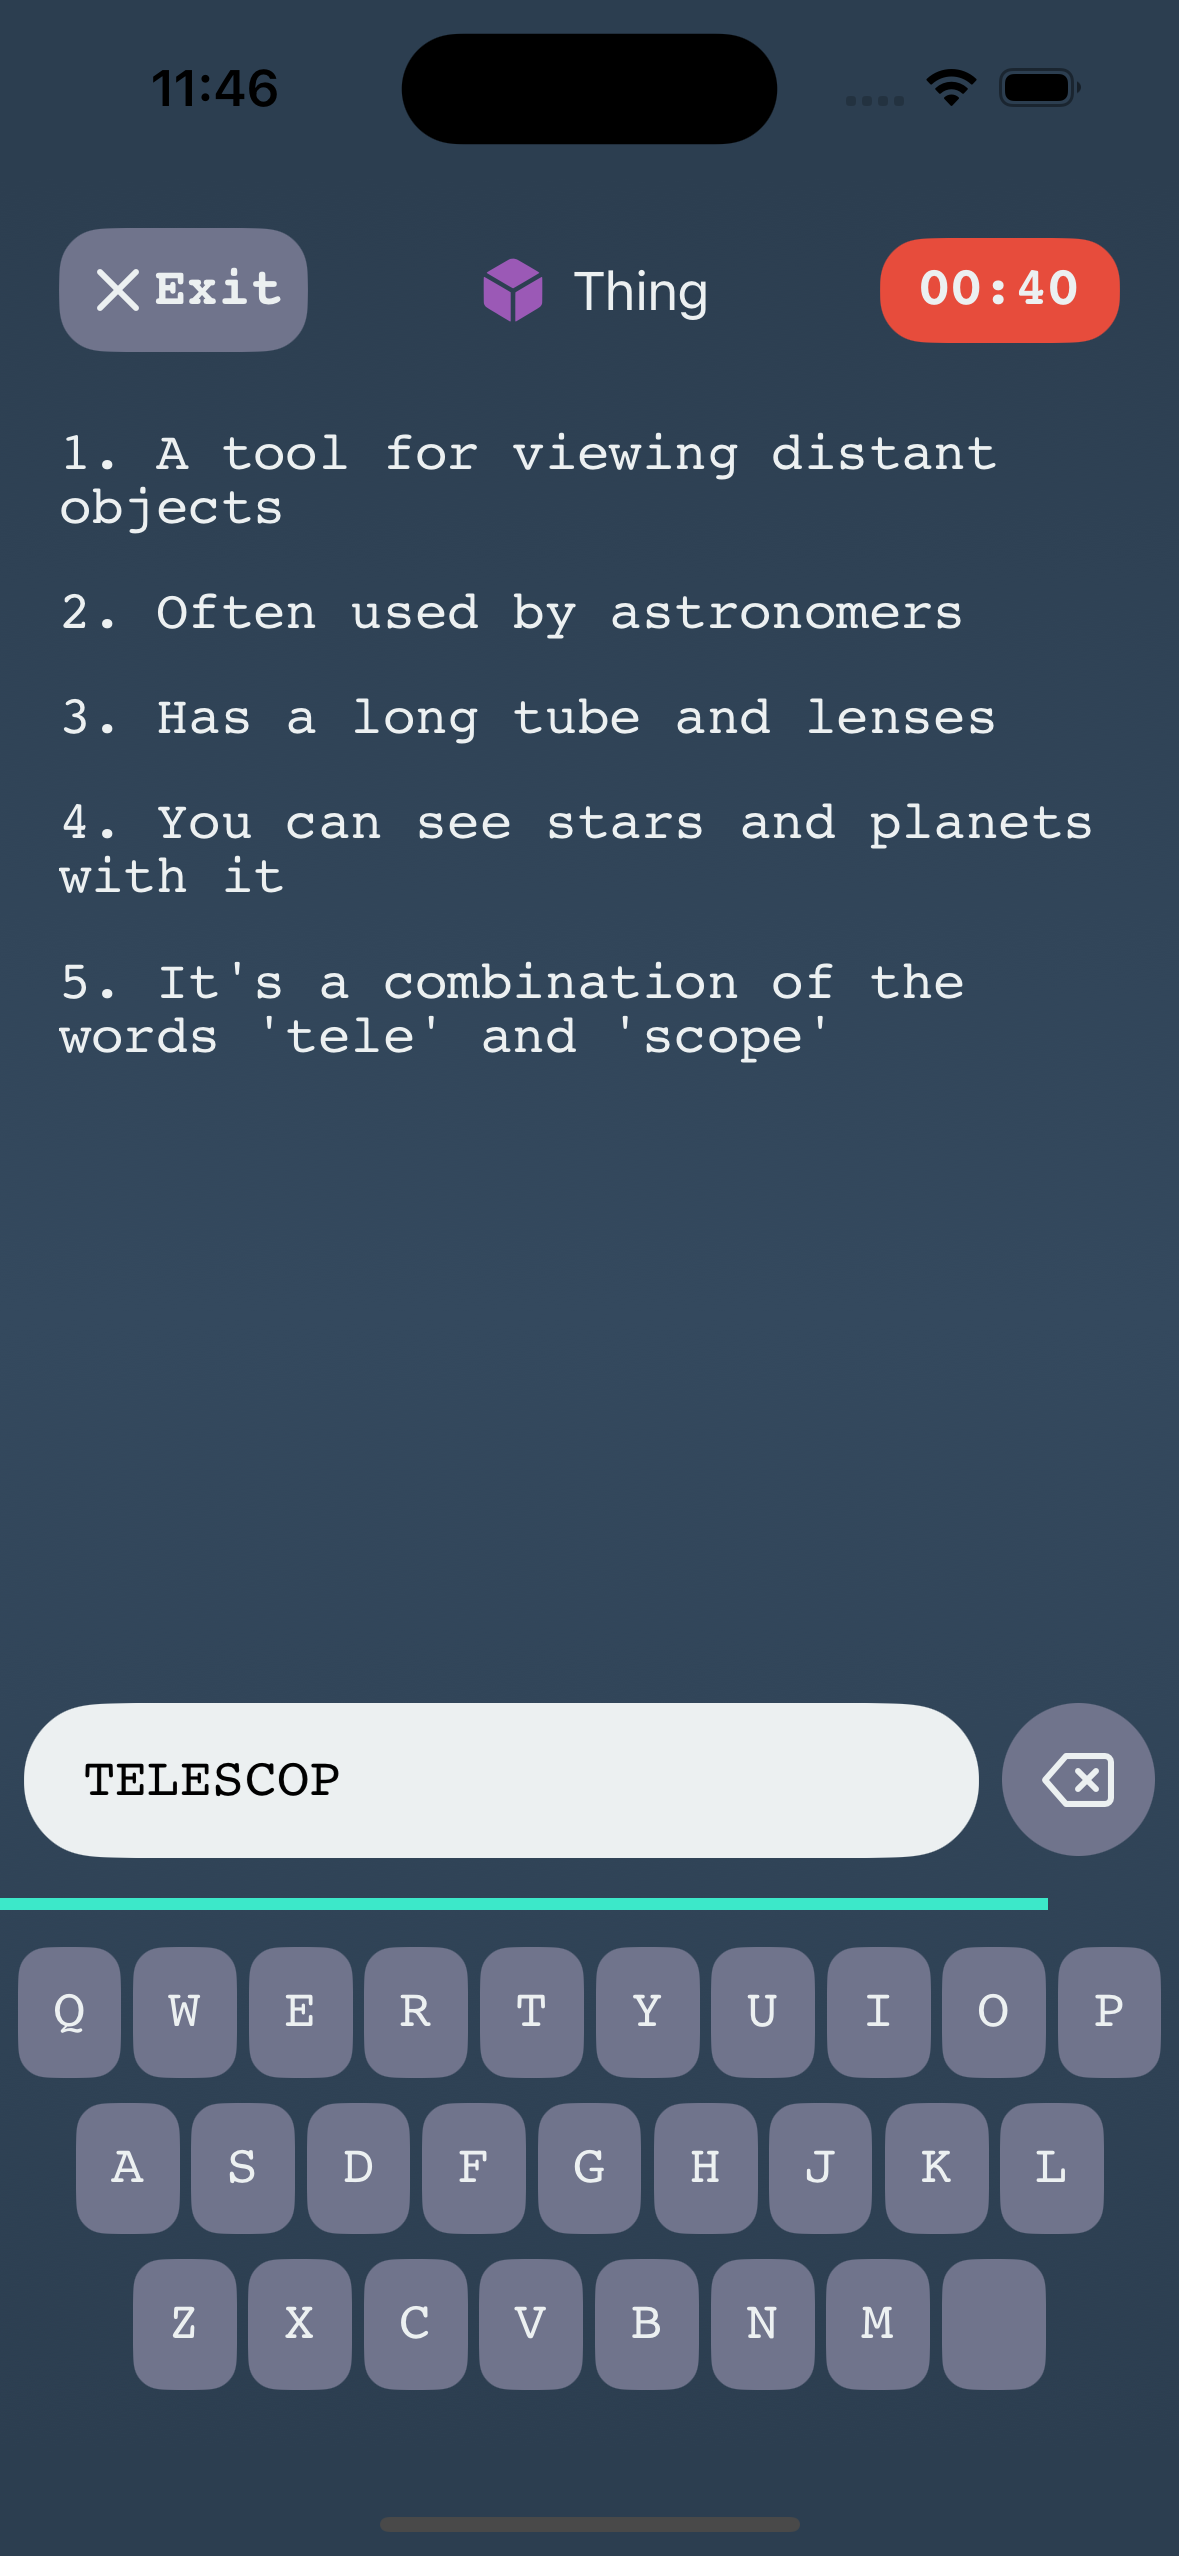 11:46
Exit
Thing
00:40
1. A tool for viewing distant
objects
2. Often used by astronomers
3. Has a long tube and lenses
4. You can see stars and planets
with it
5. It's a combination of the
words 'tele' and 'scope'
TELESCOP
Q W E R T Y U I O P
A S D F G H J K L
Z X C V B N M